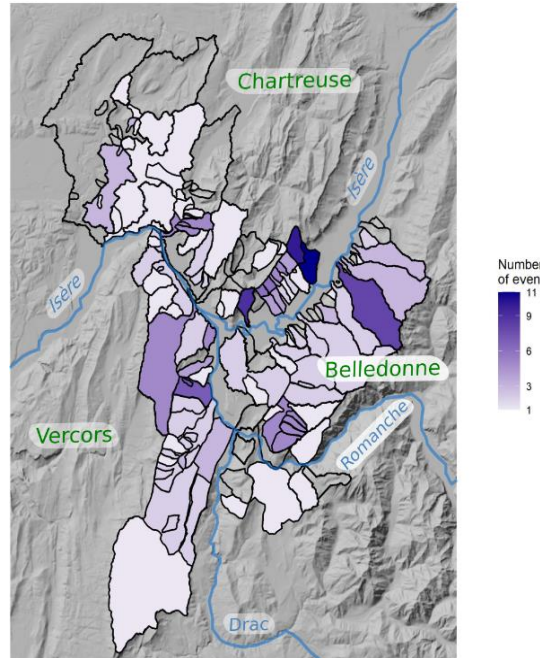 Chartreuse
Isère
Isère
Belledonne
Vercors
Romanche
Drac
Number
of even
11
9
6
3
1